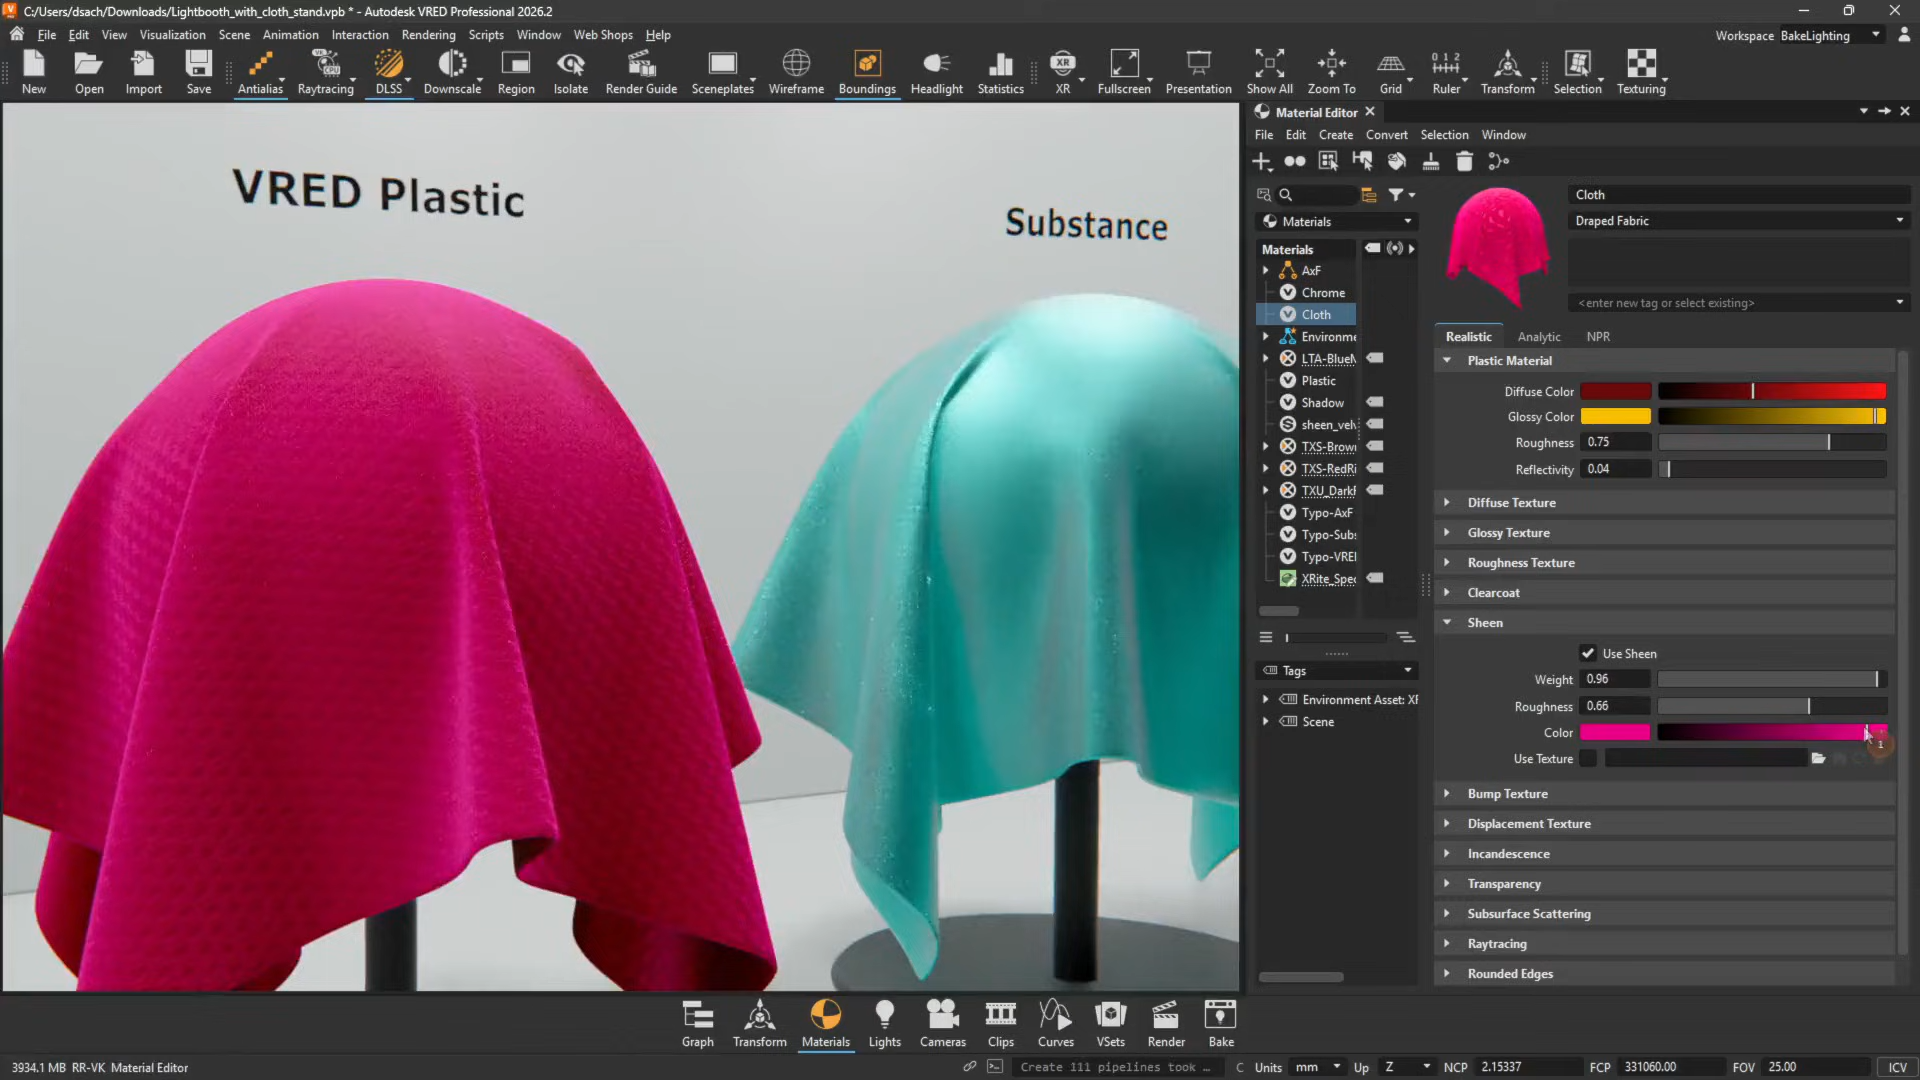 C:/Users/dsach/Downloads/Lightbooth_with_cloth_stand.vpb * - Autodesk VRED Professional 2026.2
File Edit View Visualization Scene Animation Interaction Rendering Scripts Window Web Shops Help
Workspace BakeLighting
New Open Import Save Antialias Raytracing DLSS Downscale Region Isolate Render Guide Sceneplates Wireframe Boundings Headlight Statistics XR Fullscreen Presentation Show All Zoom To Grid Ruler Transform Selection Texturing
VRED Plastic
Substance
Material Editor
File Edit Create Convert Selection Window
Materials
Materials
AxF
Chrome
Cloth
Environme
LTA-BlueM
Plastic
Shadow
sheen_velv
TXS-Brow
TXS-RedRi
TXU_Dark
Typo-AxF
Typo-Subs
Typo-VRE
XRite_Spec
Tags
Environment Asset: XF
Scene
Cloth
Draped Fabric
<enter new tag or select existing>
Realistic Analytic NPR
Plastic Material
Diffuse Color
Glossy Color
Roughness 0.75
Reflectivity 0.04
Diffuse Texture
Glossy Texture
Roughness Texture
Clearcoat
Sheen
Use Sheen
Weight 0.96
Roughness 0.66
Color
1
Use Texture
Bump Texture
Displacement Texture
Incandescence
Transparency
Subsurface Scattering
Raytracing
Rounded Edges
Graph Transform Materials Lights Cameras Clips Curves VSets Render Bake
3934.1 MB RR-VK Material Editor
Create 111 pipelines took ...
C Units mm Up Z NCP 2.15337 FCP 331060.00 FOV 25.00 ICV